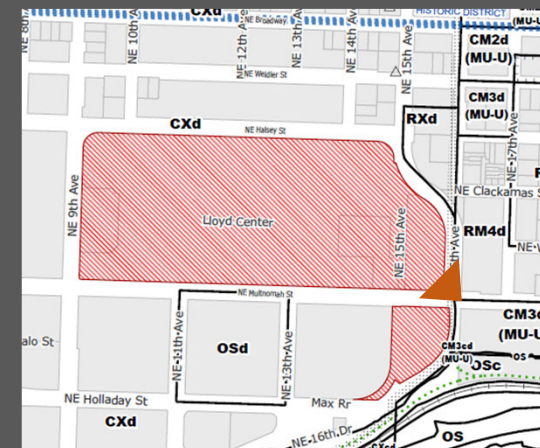 HISTORIC DISTRICT
CXd
NE Broadway
(MU-U)
NE 10th A
NE 12th Ave
NE 13th A
NE 14th Ave
NE 15th Ave
CM2d
(MU-U)
NE Weidler St
CM3d
(MU-U)
RXd
CXd
NE Halsey St
NE-17th-Ave
NE Clackamas S
NE 9th Ave
Lloyd Center
NE 15th Ave
RM4d
NE Multnomah St
CM3c
(MU-U
alo St
NE-11th-Ave
OSd
NE-13th-Ave
CM3cd
(MU-U)
OSc
OS
NE Holladay St
Max Rr
CXd
NE-16th-Dr
OS